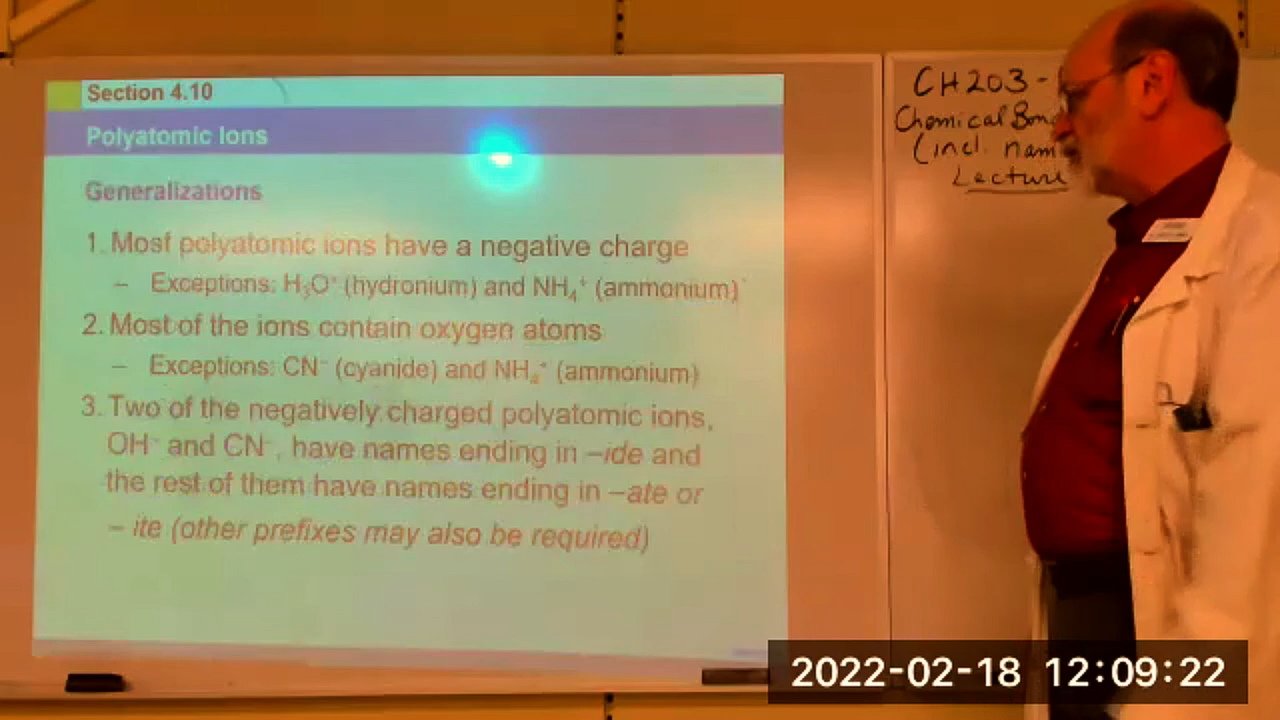 Section 4.10
Polyatomic Ions
Generalizations
1. Most polyatomic ions have a negative charge
– Exceptions: H₃O⁺ (hydronium) and NH₄⁺ (ammonium)
2. Most of the ions contain oxygen atoms
– Exceptions: CN⁻ (cyanide) and NH₄⁺ (ammonium)
3. Two of the negatively charged polyatomic ions,
OH⁻ and CN⁻, have names ending in –ide and
the rest of them have names ending in –ate or
– ite (other prefixes may also be required)
CH203-
Chemical Bon
(incl. nam
Lecture
2022-02-18 12:09:22